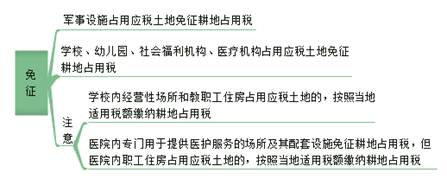 军事设施占用应税土地免征耕地占用税
学校、幼儿园、社会福利机构、医疗机构占用应税土地免征
耕地占用税
免征
学校内经营性场所和教职工住房占用应税土地的，按照当地
适用税额缴纳耕地占用税
注意
医院内专门用于提供医护服务的场所及其配套设施免征耕地占用税，但
医院内职工住房占用应税土地的，按照当地适用税额缴纳耕地占用税